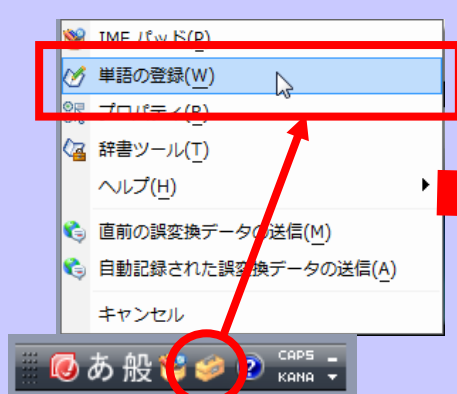 IME パッド(P)
単語の登録(W)
プロパティ(R)
辞書ツール(T)
ヘルプ(H)
直前の誤変換データの送信(M)
自動記録された誤変換データの送信(A)
キャンセル
あ 般 ? CAPS
KANA